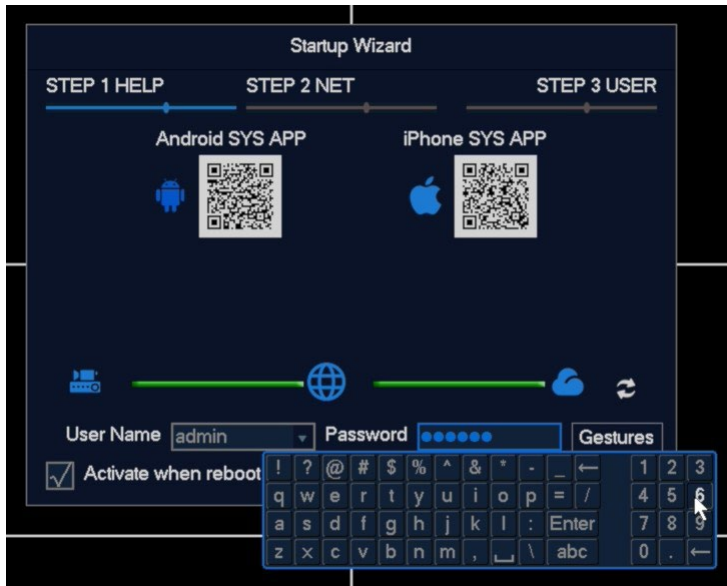 Startup Wizard
STEP 1 HELP STEP 2 NET STEP 3 USER
Android SYS APP iPhone SYS APP
User Name admin Password ●●●●●● Gestures
Activate when reboot
! ? @ # $ % ^ & * - _ ← 1 2 3
q w e r t y u i o p = / 4 5 6
a s d f g h j k l : Enter 7 8 9
z x c v b n m , \ abc 0 . ←